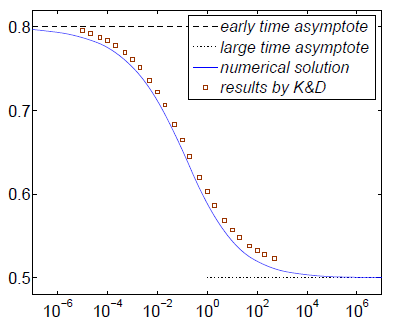 0.8
0.7
0.6
0.5
early time asymptote
large time asymptote
numerical solution
results by K&D
10^-6 10^-4 10^-2 10^0 10^2 10^4 10^6